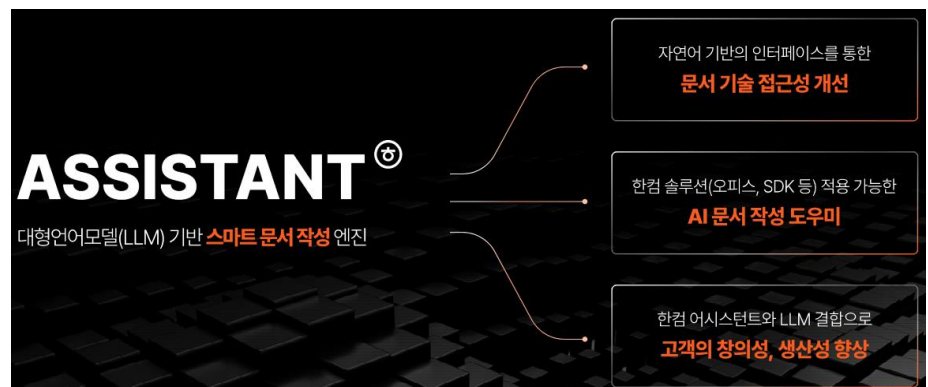 ASSISTANT ㅎ
대형언어모델(LLM) 기반 스마트 문서 작성 엔진
자연어 기반의 인터페이스를 통한
문서 기술 접근성 개선
한컴 솔루션(오피스, SDK 등) 적용 가능한
AI 문서 작성 도우미
한컴 어시스턴트와 LLM 결합으로
고객의 창의성, 생산성 향상